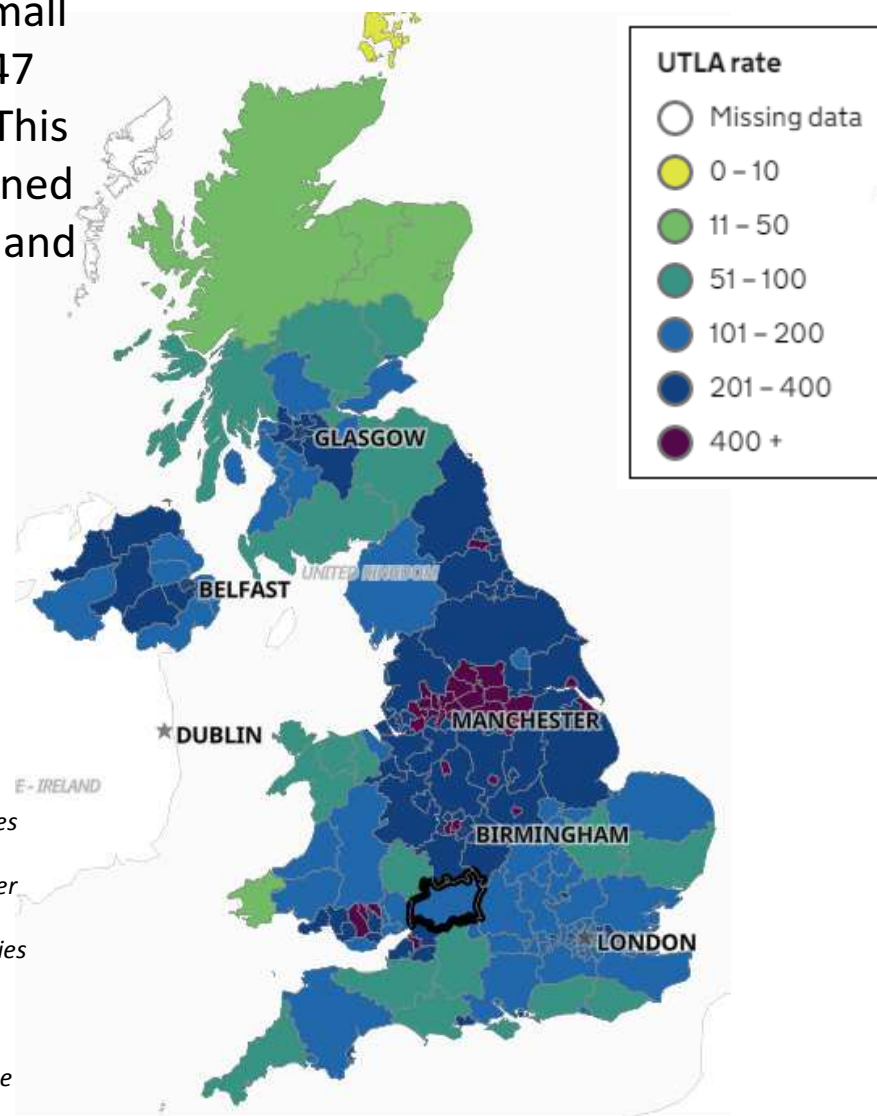 mall
47
This
ned
and
UTLA rate
Missing data
0 – 10
11 – 50
51 – 100
101 – 200
201 – 400
400 +
GLASGOW
UNITED KINGDOM
BELFAST
MANCHESTER
DUBLIN
E - IRELAND
es
BIRMINGHAM
er
LONDON
ies
e